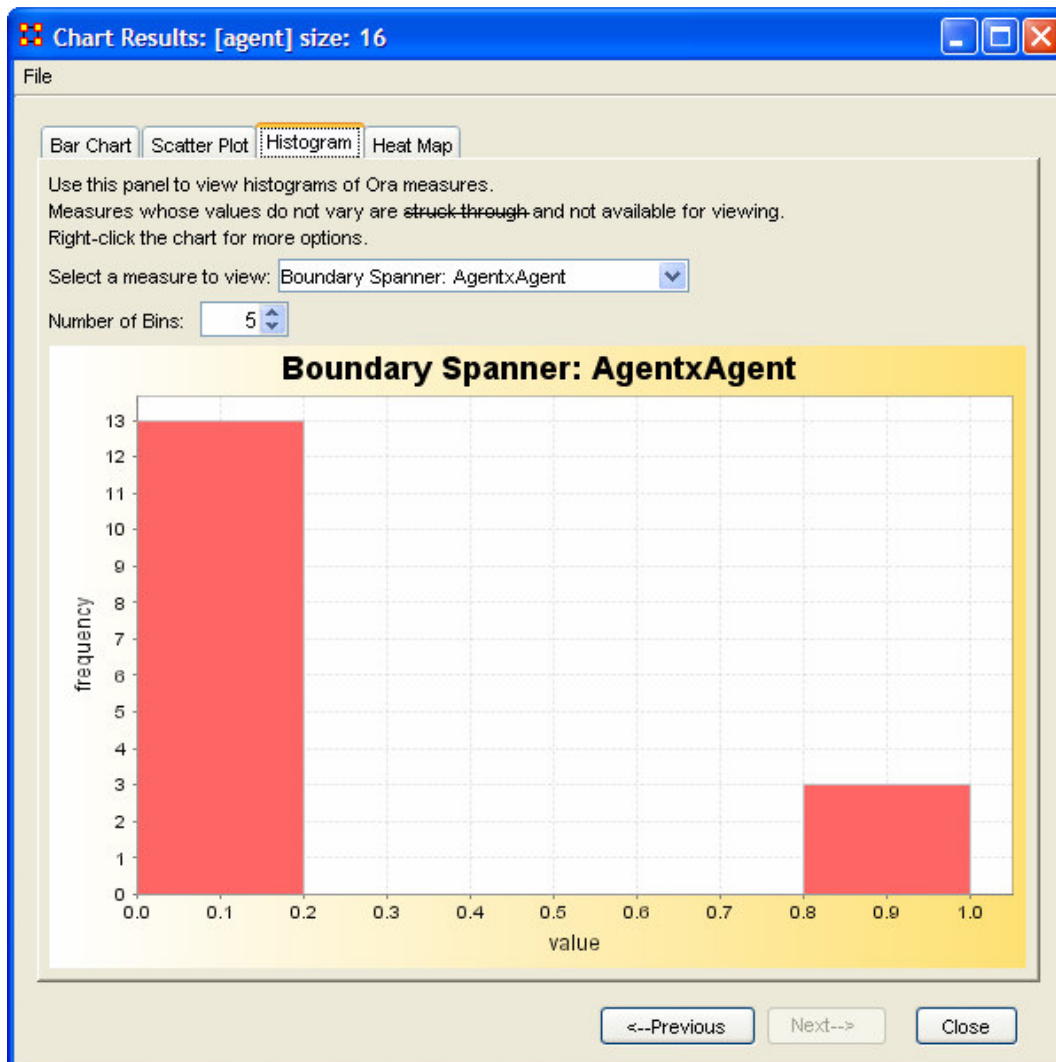 Chart Results: [agent] size: 16
File
Bar Chart Scatter Plot Histogram Heat Map
Use this panel to view histograms of Ora measures.
Measures whose values do not vary are struck through and not available for viewing.
Right-click the chart for more options.
Select a measure to view: Boundary Spanner: AgentxAgent
Number of Bins: 5
Boundary Spanner: AgentxAgent
13
12
11
10
9
8
7
6
5
4
3
2
1
0
frequency
0.0 0.1 0.2 0.3 0.4 0.5 0.6 0.7 0.8 0.9 1.0
value
<--Previous Next--> Close